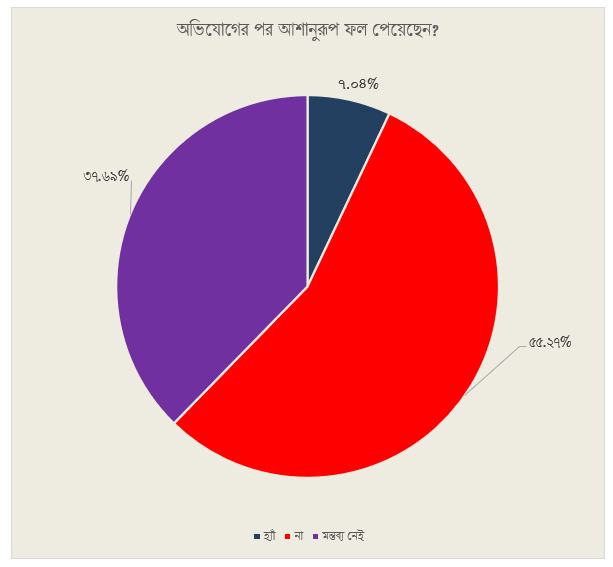 অভিযোগের পর আশানুরূপ ফল পেয়েছেন?
৭.০৪%
৩৭.৬৯%
৫৫.২৭%
হ্যাঁ না মন্তব্য নেই